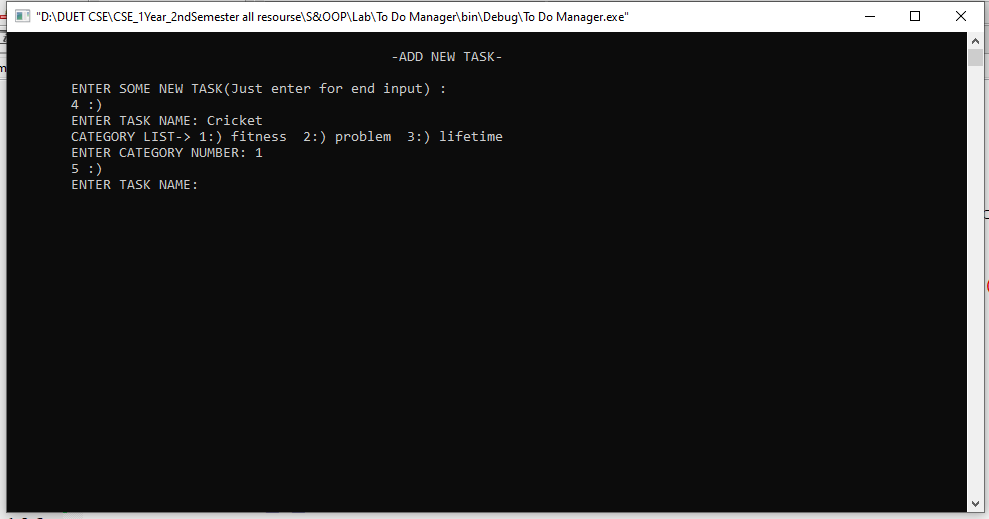 "D:\DUET CSE\CSE_1Year_2ndSemester all resourse\S&OOP\Lab\To Do Manager\bin\Debug\To Do Manager.exe"
-ADD NEW TASK-
ENTER SOME NEW TASK(Just enter for end input) :
4 :)
ENTER TASK NAME: Cricket
CATEGORY LIST-> 1:) fitness  2:) problem  3:) lifetime
ENTER CATEGORY NUMBER: 1
5 :)
ENTER TASK NAME: